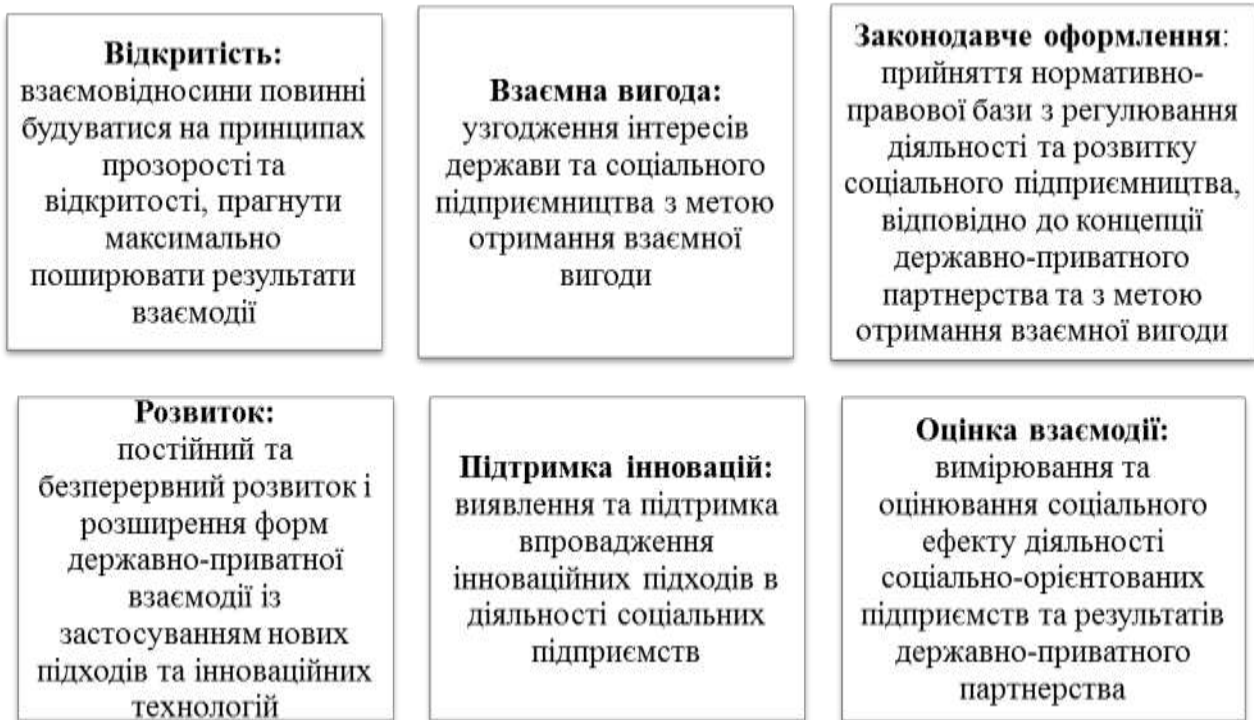 Відкритість:
взаємовідносини повинні
будуватися на принципах
прозорості та
відкритості, прагнути
максимально
поширювати результати
взаємодії
Взаємна вигода:
узгодження інтересів
держави та соціального
підприємництва з метою
отримання взаємної
вигоди
Законодавче оформлення:
прийняття нормативно-
правової бази з регулювання
діяльності та розвитку
соціального підприємництва,
відповідно до концепції
державно-приватного
партнерства та з метою
отримання взаємної вигоди
Розвиток:
постійний та
безперервний розвиток і
розширення форм
державно-приватної
взаємодії із
застосуванням нових
підходів та інноваційних
технологій
Підтримка інновацій:
виявлення та підтримка
впровадження
інноваційних підходів в
діяльності соціальних
підприємств
Оцінка взаємодії:
вимірювання та
оцінювання соціального
ефекту діяльності
соціально-орієнтованих
підприємств та результатів
державно-приватного
партнерства